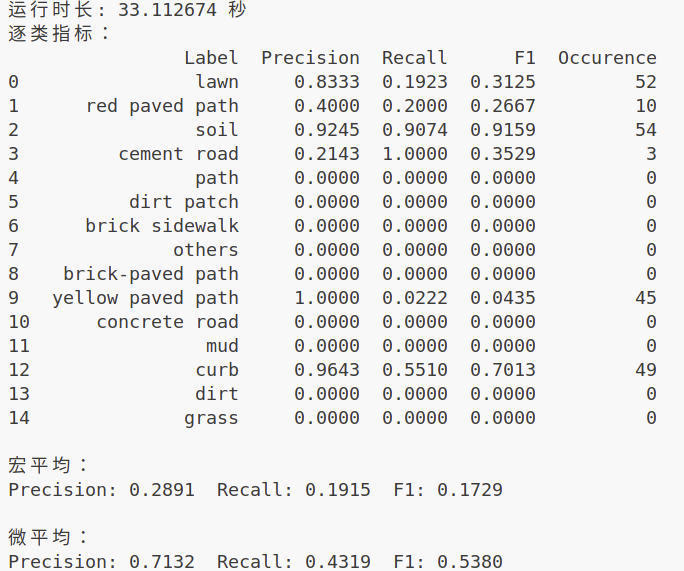 运行时长: 33.112674 秒
逐类指标：
Label Precision Recall F1 Occurence
0 lawn 0.8333 0.1923 0.3125 52
1 red paved path 0.4000 0.2000 0.2667 10
2 soil 0.9245 0.9074 0.9159 54
3 cement road 0.2143 1.0000 0.3529 3
4 path 0.0000 0.0000 0.0000 0
5 dirt patch 0.0000 0.0000 0.0000 0
6 brick sidewalk 0.0000 0.0000 0.0000 0
7 others 0.0000 0.0000 0.0000 0
8 brick-paved path 0.0000 0.0000 0.0000 0
9 yellow paved path 1.0000 0.0222 0.0435 45
10 concrete road 0.0000 0.0000 0.0000 0
11 mud 0.0000 0.0000 0.0000 0
12 curb 0.9643 0.5510 0.7013 49
13 dirt 0.0000 0.0000 0.0000 0
14 grass 0.0000 0.0000 0.0000 0
宏平均：
Precision: 0.2891 Recall: 0.1915 F1: 0.1729
微平均：
Precision: 0.7132 Recall: 0.4319 F1: 0.5380